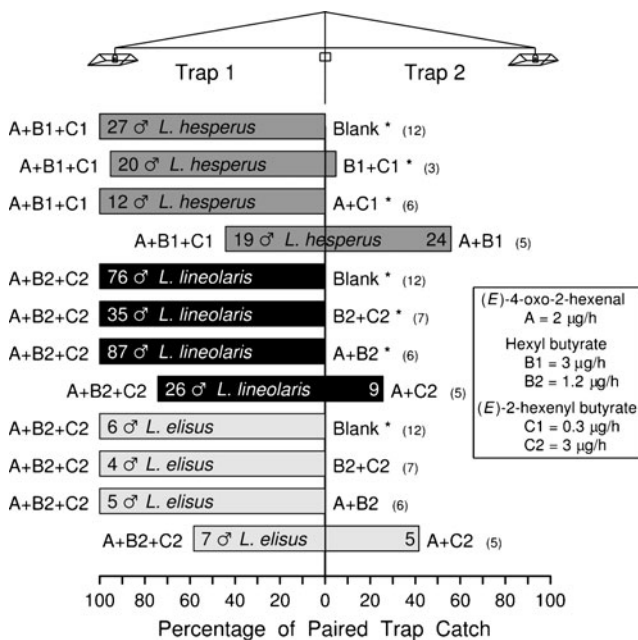 Trap 1 Trap 2
A+B1+C1 27 ♂ L. hesperus Blank * (12)
A+B1+C1 20 ♂ L. hesperus B1+C1 * (3)
A+B1+C1 12 ♂ L. hesperus A+C1 * (6)
A+B1+C1 19 ♂ L. hesperus 24 A+B1 (5)
A+B2+C2 76 ♂ L. lineolaris Blank * (12)
A+B2+C2 35 ♂ L. lineolaris B2+C2 * (7)
A+B2+C2 87 ♂ L. lineolaris A+B2 * (6)
A+B2+C2 26 ♂ L. lineolaris 9 A+C2 (5)
A+B2+C2 6 ♂ L. elisus Blank * (12)
A+B2+C2 4 ♂ L. elisus B2+C2 (7)
A+B2+C2 5 ♂ L. elisus A+B2 (6)
A+B2+C2 7 ♂ L. elisus 5 A+C2 (5)
(E)-4-oxo-2-hexenal
A = 2 µg/h
Hexyl butyrate
B1 = 3 µg/h
B2 = 1.2 µg/h
(E)-2-hexenyl butyrate
C1 = 0.3 µg/h
C2 = 3 µg/h
100 80 60 40 20 0 20 40 60 80 100
Percentage of Paired Trap Catch